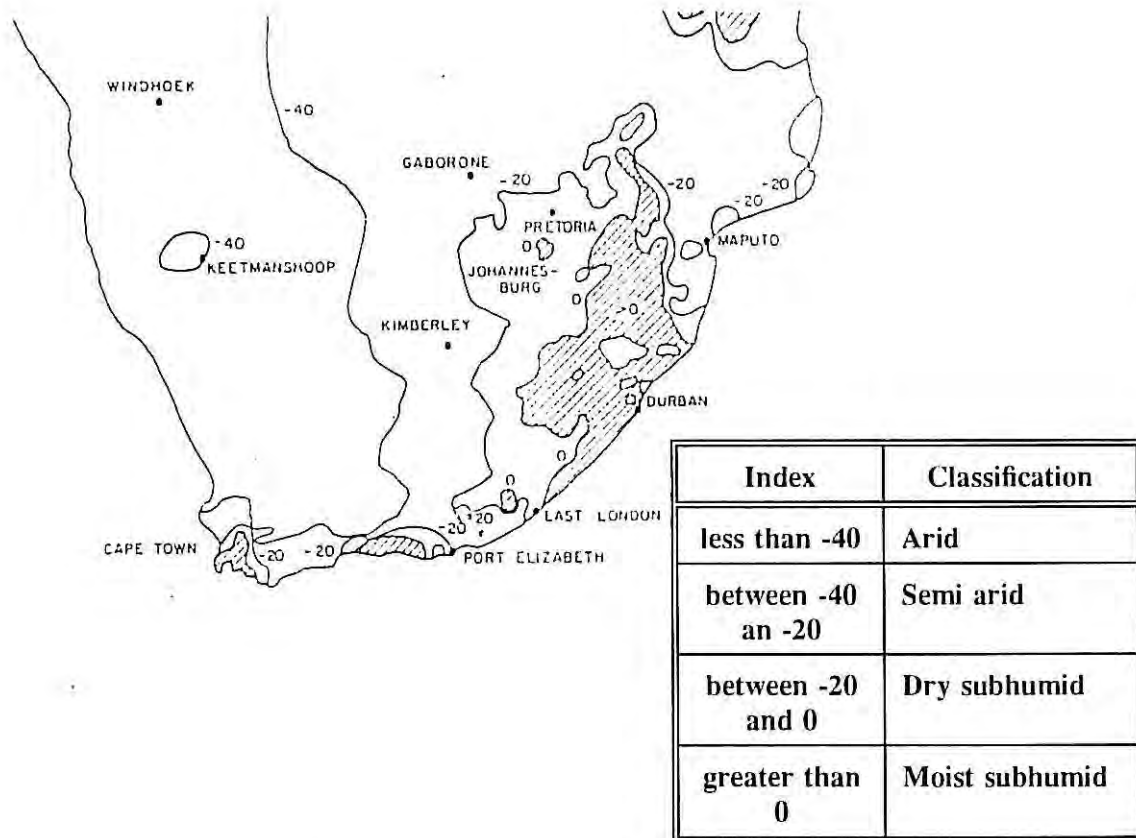 WINDHOEK
-40
GABORONE
-20
-20
-20
-20
PRETORIA
0
MAPUTO
-40
KEETMANSHOOP
JOHANNES-
BURG
0
>0
KIMBERLEY
DURBAN
0
0
-20
20
LAST LONDON
CAPE TOWN
-20
-20
PORT ELIZABETH
Index Classification
less than -40 Arid
between -40 Semi arid
an -20
between -20 Dry subhumid
and 0
greater than Moist subhumid
0